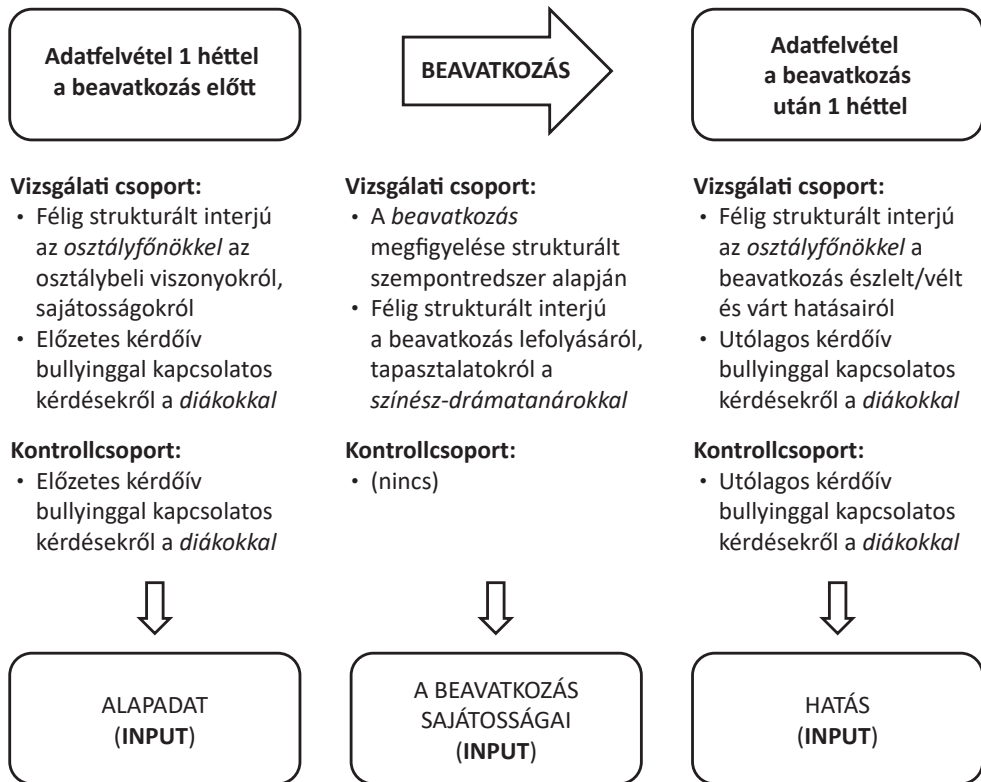 Adatfelvétel 1 héttel
a beavatkozás előtt
BEAVATKOZÁS
Adatfelvétel
a beavatkozás
után 1 héttel
Vizsgálati csoport:
• Félig strukturált interjú
az osztályfőnökkel az
osztálybeli viszonyokról,
sajátosságokról
• Előzetes kérdőív
bullyinggal kapcsolatos
kérdésekről a diákokkal
Kontrollcsoport:
• Előzetes kérdőív
bullyinggal kapcsolatos
kérdésekről a diákokkal
Vizsgálati csoport:
• A beavatkozás
megfigyelése strukturált
szempontredszer alapján
• Félig strukturált interjú
a beavatkozás lefolyásáról,
tapasztalatokról a
színész-drámatanárokkal
Kontrollcsoport:
• (nincs)
Vizsgálati csoport:
• Félig strukturált interjú
az osztályfőnökkel a
beavatkozás észlelt/vélt
és várt hatásairól
• Utólagos kérdőív
bullyinggal kapcsolatos
kérdésekről a diákokkal
Kontrollcsoport:
• Utólagos kérdőív
bullyinggal kapcsolatos
kérdésekről a diákokkal
ALAPADAT
(INPUT)
A BEAVATKOZÁS
SAJÁTOSSÁGAI
(INPUT)
HATÁS
(INPUT)